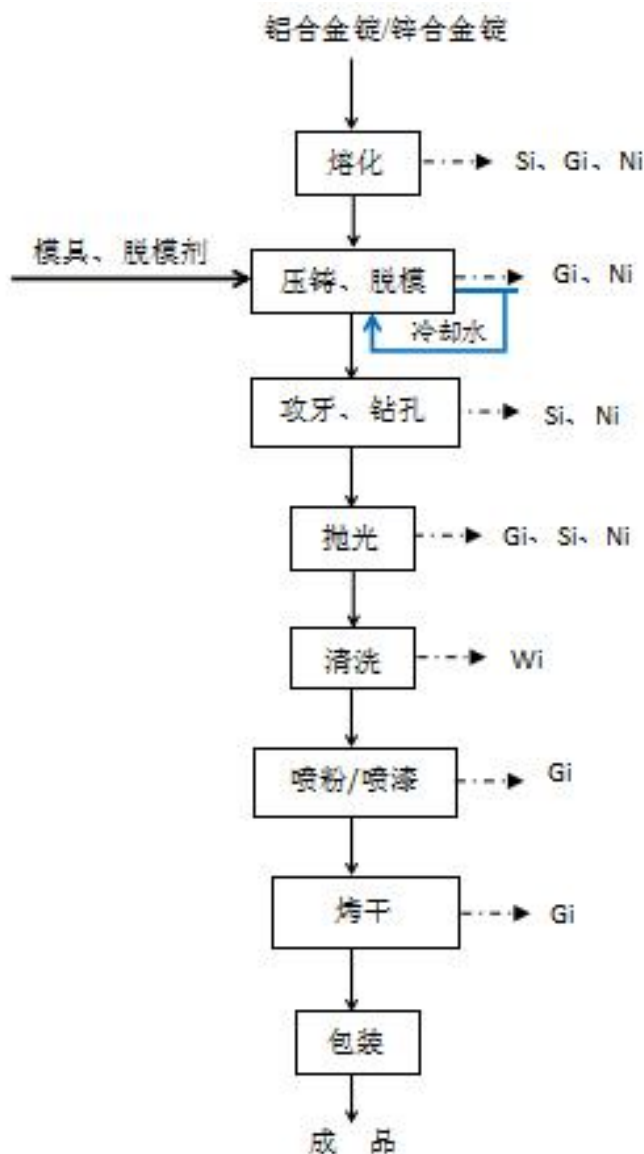 铝合金锭/锌合金锭
熔化
Si、Gi、Ni
模具、脱模剂
压铸、脱模
Gi、Ni
冷却水
攻牙、钻孔
Si、Ni
抛光
Gi、Si、Ni
清洗
Wi
喷粉/喷漆
Gi
烤干
Gi
包装
成 品